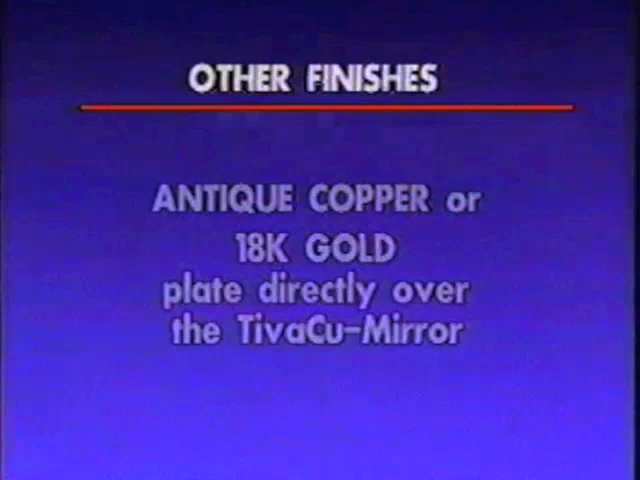 OTHER FINISHES
ANTIQUE COPPER or
18K GOLD
plate directly over
the TivaCu-Mirror